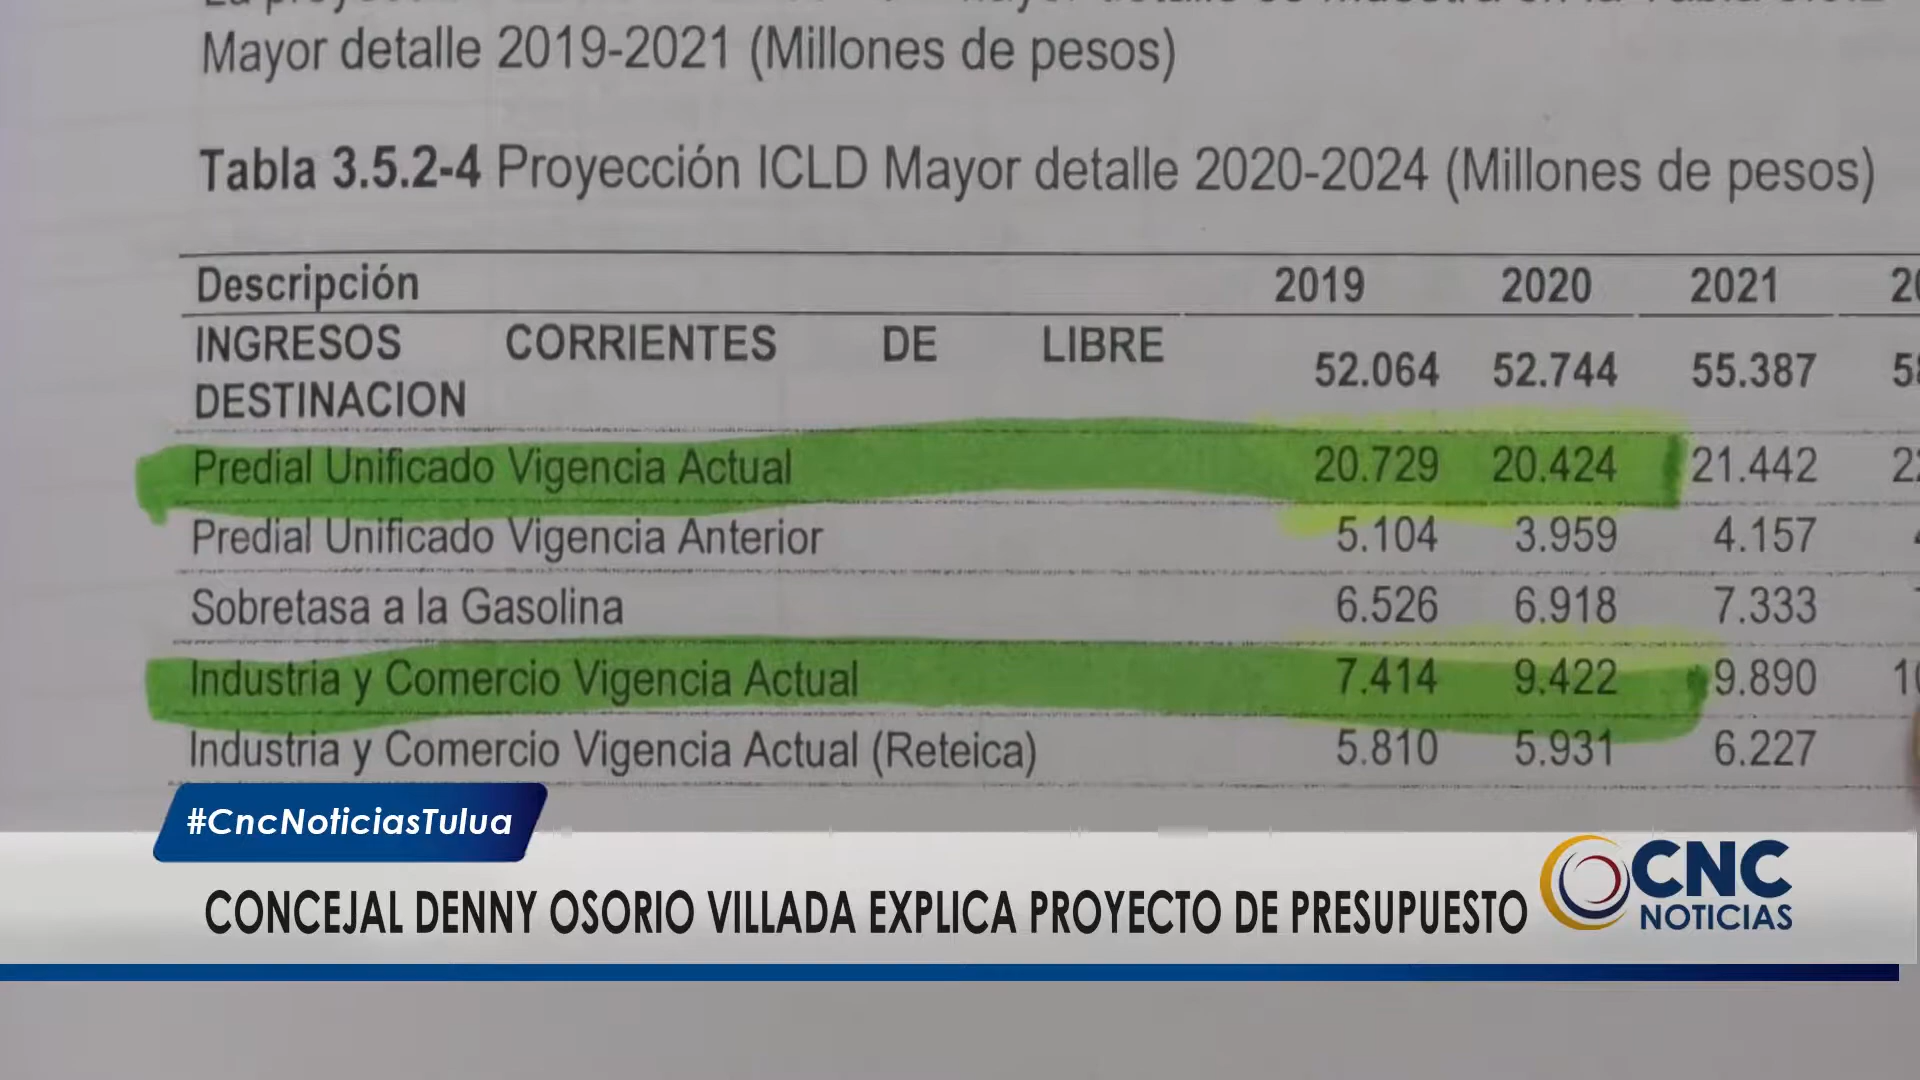 Mayor detalle 2019-2021 (Millones de pesos)
Tabla 3.5.2-4 Proyección ICLD Mayor detalle 2020-2024 (Millones de pesos)
Descripción 2019 2020 2021
INGRESOS CORRIENTES DE LIBRE
DESTINACION 52.064 52.744 55.387
Predial Unificado Vigencia Actual 20.729 20.424 21.442
Predial Unificado Vigencia Anterior 5.104 3.959 4.157
Sobretasa a la Gasolina 6.526 6.918 7.333
Industria y Comercio Vigencia Actual 7.414 9.422 9.890
Industria y Comercio Vigencia Actual (Reteica) 5.810 5.931 6.227
#CncNoticiasTulua
CONCEJAL DENNY OSORIO VILLADA EXPLICA PROYECTO DE PRESUPUESTO
CNC
NOTICIAS